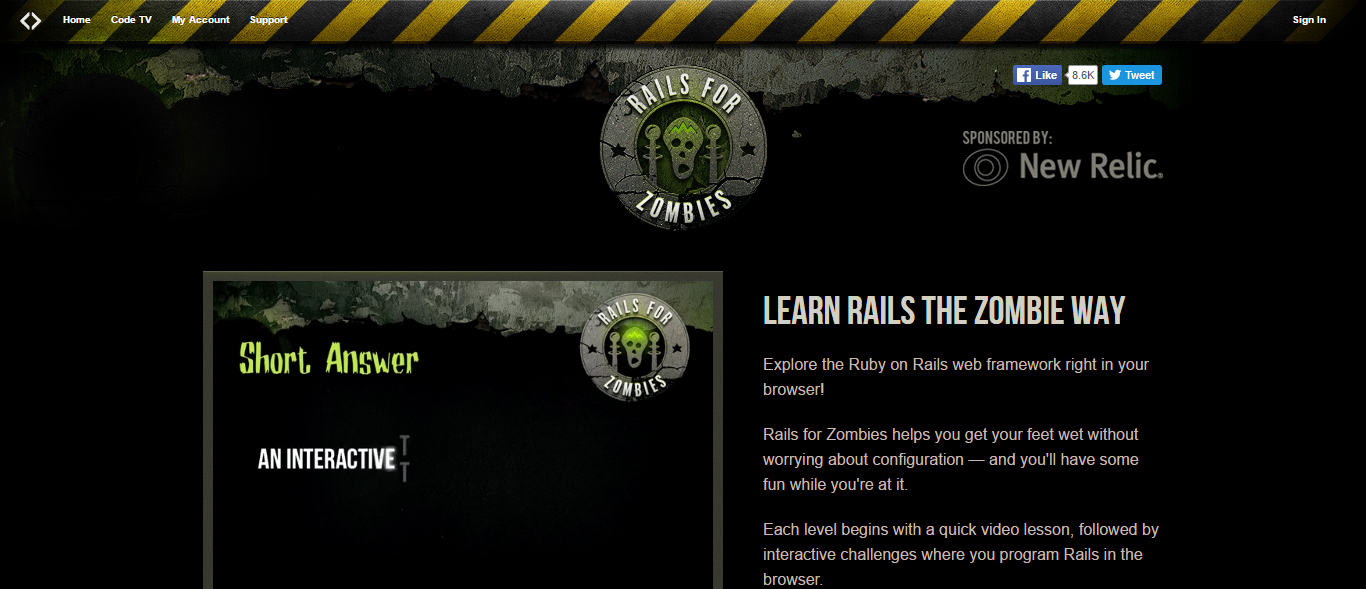 Home Code TV My Account Support Sign In
Like 8.6K Tweet
RAILS FOR
ZOMBIES
SPONSORED BY:
New Relic.
RAILS FOR
ZOMBIES
Short Answer
AN INTERACTIVE
LEARN RAILS THE ZOMBIE WAY
Explore the Ruby on Rails web framework right in your
browser!
Rails for Zombies helps you get your feet wet without
worrying about configuration — and you'll have some
fun while you're at it.
Each level begins with a quick video lesson, followed by
interactive challenges where you program Rails in the
browser.